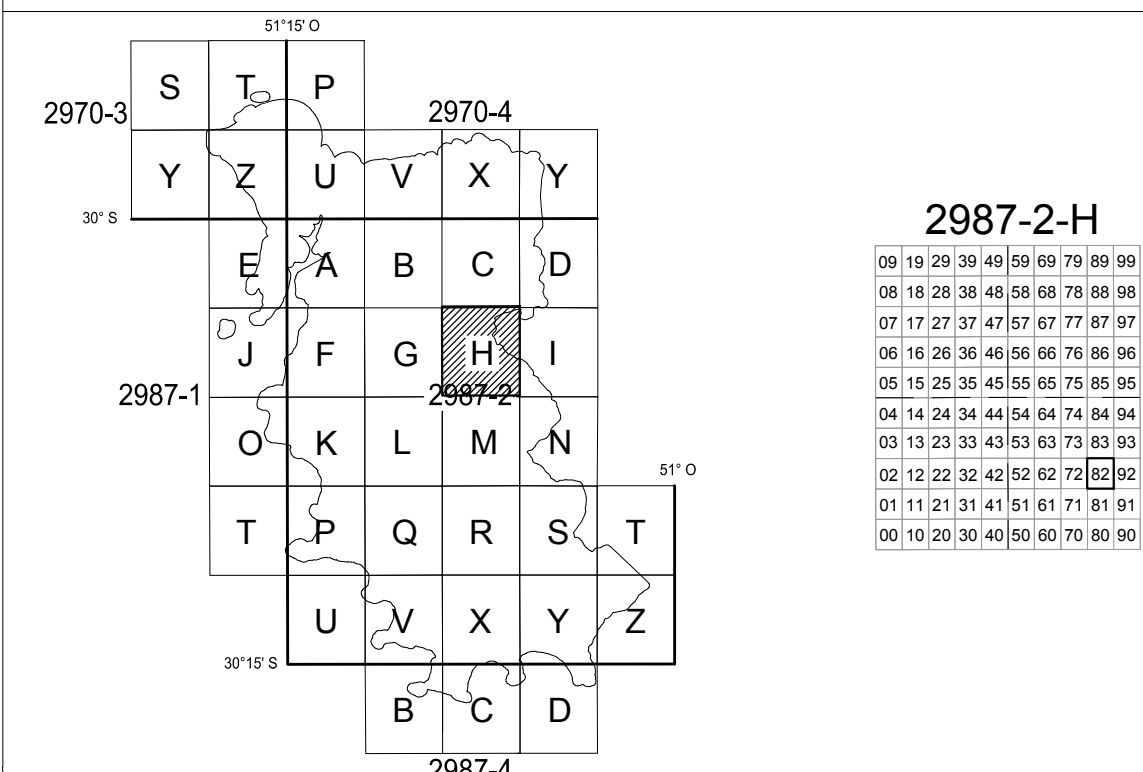 51°15' O
S T P
2970-3
2970-4
Y Z U V X Y
30° S
E A B C D
J F G H I
2987-1
2987-2
O K L M N
51° O
T P Q R S T
U V X Y Z
30°15' S
B C D
2987-4
2987-2-H
09 19 29 39 49 59 69 79 89 99
08 18 28 38 48 58 68 78 88 98
07 17 27 37 47 57 67 77 87 97
06 16 26 36 46 56 66 76 86 96
05 15 25 35 45 55 65 75 85 95
04 14 24 34 44 54 64 74 84 94
03 13 23 33 43 53 63 73 83 93
02 12 22 32 42 52 62 72 82 92
01 11 21 31 41 51 61 71 81 91
00 10 20 30 40 50 60 70 80 90